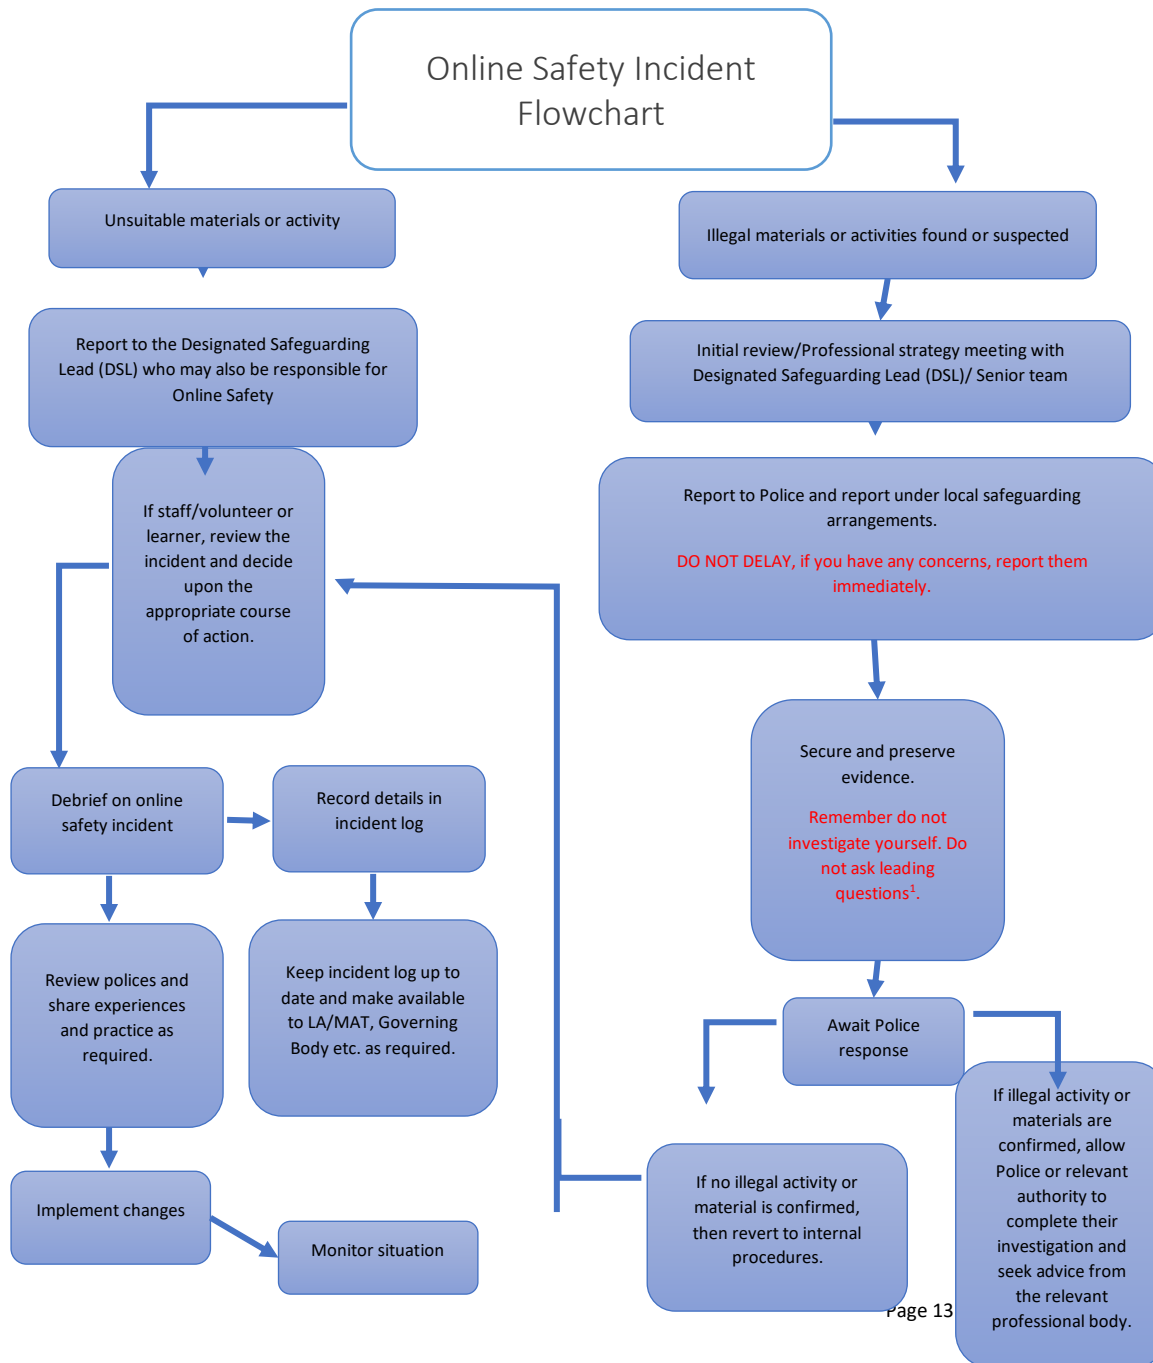 Online Safety Incident
Flowchart
Unsuitable materials or activity
Report to the Designated Safeguarding
Lead (DSL) who may also be responsible for
Online Safety
If staff/volunteer or
learner, review the
incident and decide
upon the
appropriate course
of action.
Debrief on online
safety incident
Record details in
incident log
Review polices and
share experiences
and practice as
required.
Keep incident log up to
date and make available
to LA/MAT, Governing
Body etc. as required.
Implement changes
Monitor situation
Illegal materials or activities found or suspected
Initial review/Professional strategy meeting with
Designated Safeguarding Lead (DSL)/ Senior team
Report to Police and report under local safeguarding
arrangements.
DO NOT DELAY, if you have any concerns, report them
immediately.
Secure and preserve
evidence.
Remember do not
investigate yourself. Do
not ask leading
questions¹.
Await Police
response
If no illegal activity or
material is confirmed,
then revert to internal
procedures.
If illegal activity or
materials are
confirmed, allow
Police or relevant
authority to
complete their
investigation and
seek advice from
the relevant
professional body.
Page 13